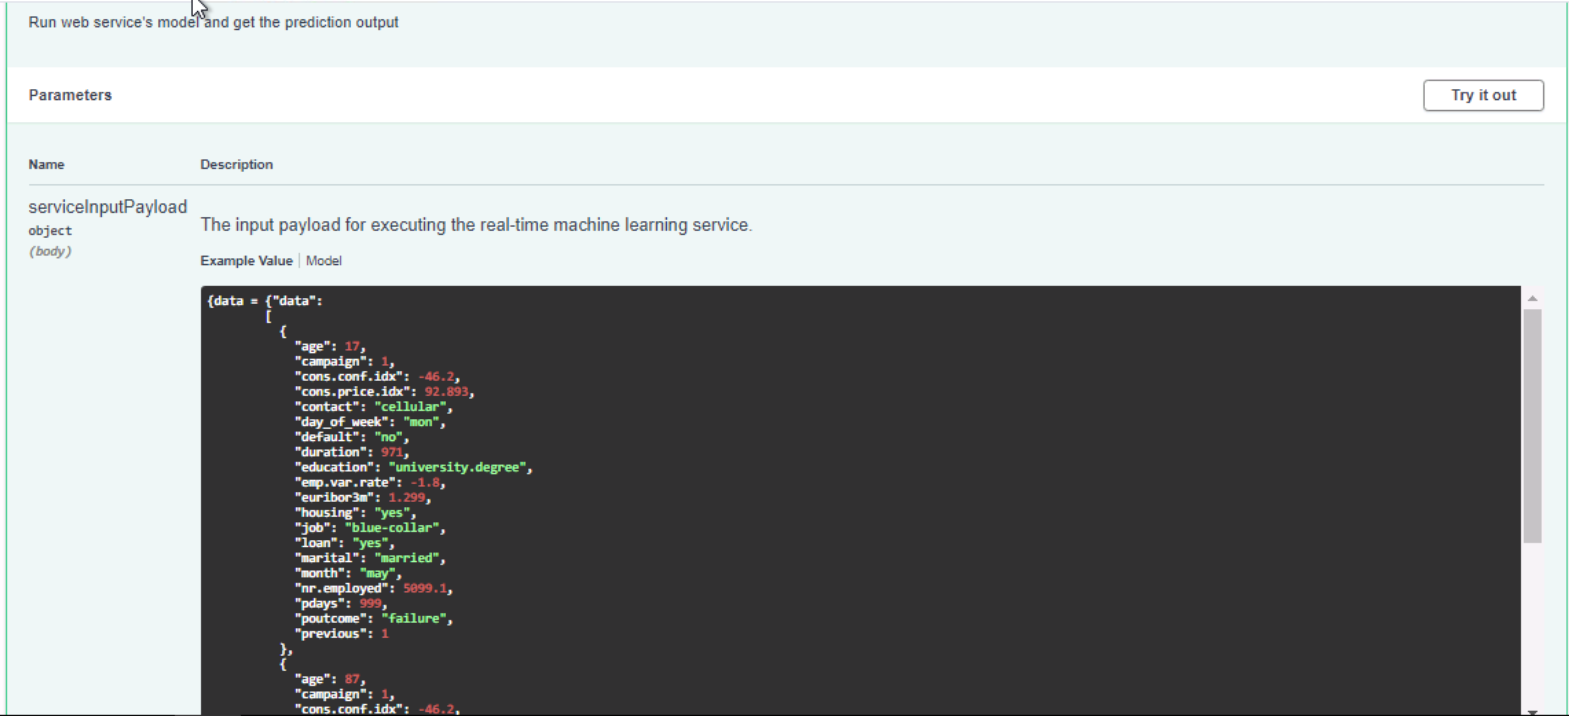 Run web service's model and get the prediction output
Parameters
Try it out
Name Description
serviceInputPayload
object
(body)
The input payload for executing the real-time machine learning service.
Example Value | Model
{data = {"data":
[
{
"age": 17,
"campaign": 1,
"cons.conf.idx": -46.2,
"cons.price.idx": 92.893,
"contact": "cellular",
"day_of_week": "mon",
"default": "no",
"duration": 971,
"education": "university.degree",
"emp.var.rate": -1.8,
"euribor3m": 1.299,
"housing": "yes",
"job": "blue-collar",
"loan": "yes",
"marital": "married",
"month": "may",
"nr.employed": 5099.1,
"pdays": 999,
"poutcome": "failure",
"previous": 1
},
{
"age": 87,
"campaign": 1,
"cons.conf.idx": -46.2,